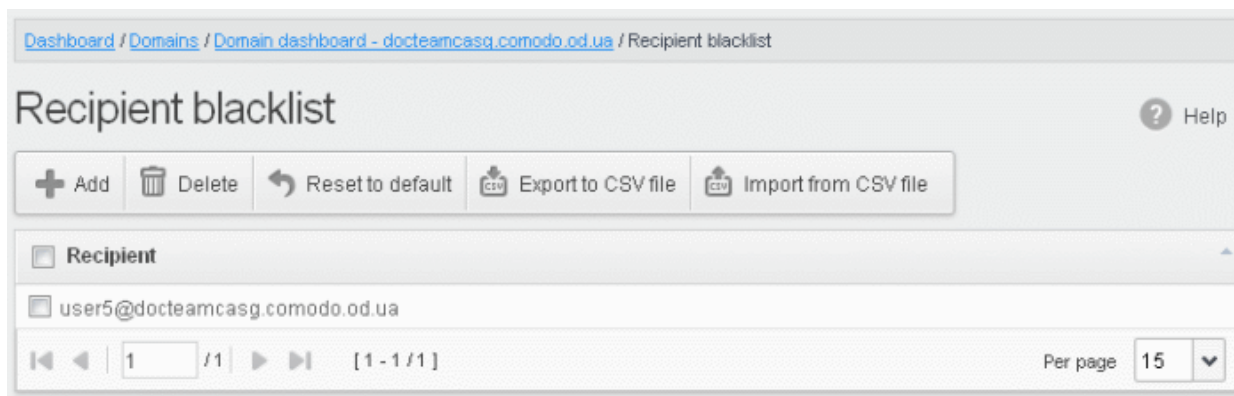 Dashboard / Domains / Domain dashboard - docteamcasg.comodo.od.ua / Recipient blacklist
Recipient blacklist
Help
Add Delete Reset to default CSV Export to CSV file CSV Import from CSV file
Recipient
user5@docteamcasg.comodo.od.ua
1 /1 [ 1 - 1 / 1 ] Per page 15